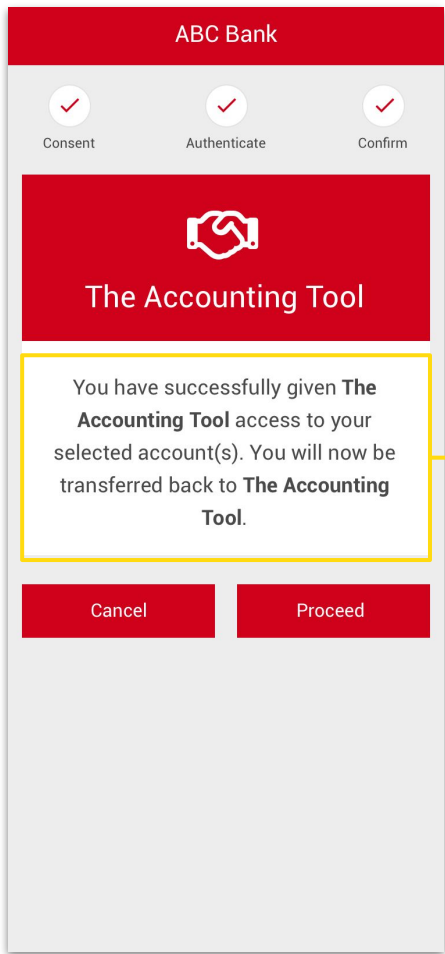 ABC Bank
Consent Authenticate Confirm
The Accounting Tool
You have successfully given The
Accounting Tool access to your
selected account(s). You will now be
transferred back to The Accounting
Tool.
Cancel Proceed